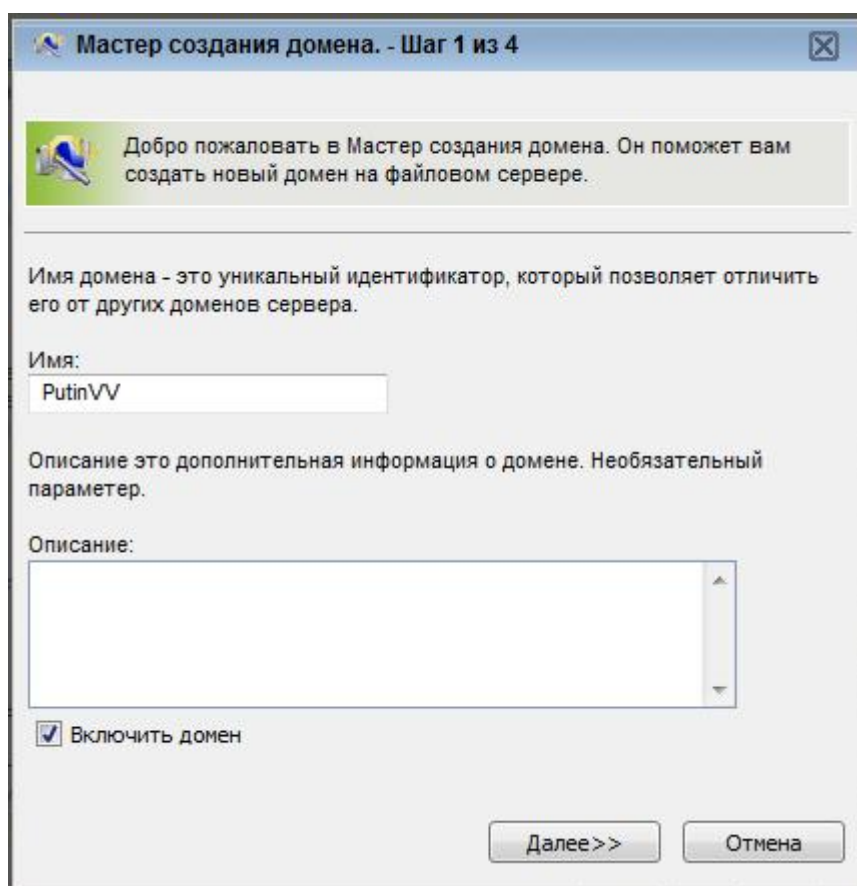 Мастер создания домена. - Шаг 1 из 4
Добро пожаловать в Мастер создания домена. Он поможет вам
создать новый домен на файловом сервере.
Имя домена - это уникальный идентификатор, который позволяет отличить
его от других доменов сервера.
Имя:
PutinVV
Описание это дополнительная информация о домене. Необязательный
параметр.
Описание:
Включить домен
Далее>>
Отмена